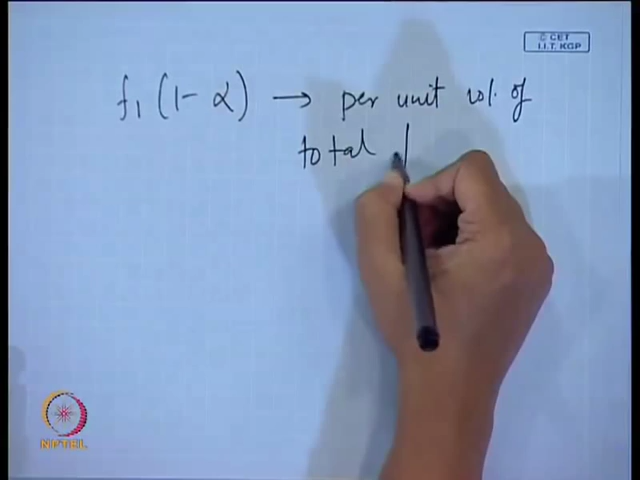 © CET
I.I.T. KGP
f₁ (1 - α) → per unit vol. of
total
NPTEL